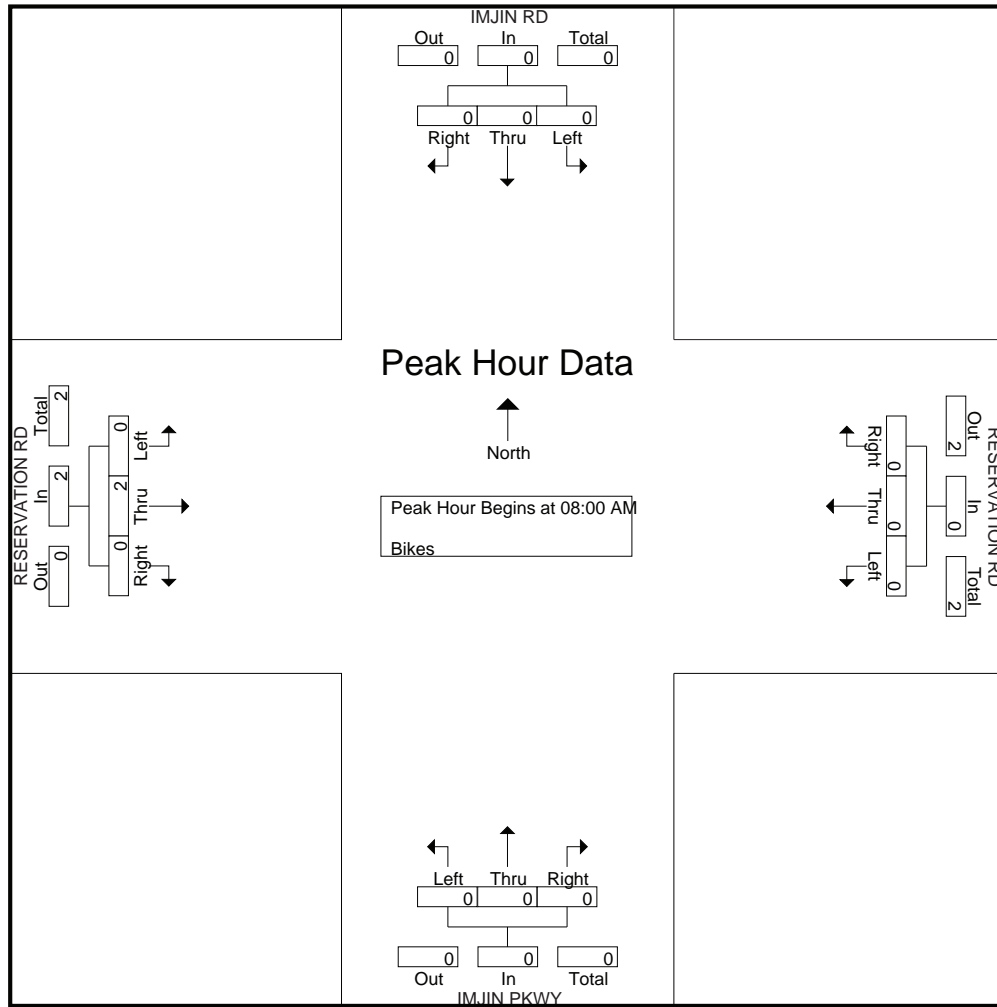 IMJIN RD
Out In Total
0 0 0
0 0 0
Right Thru Left
Peak Hour Data
North
Peak Hour Begins at 08:00 AM
Bikes
RESERVATION RD
Out In Total
0 2 2
Left Thru Right
0 2 0
RESERVATION RD
Out In Total
2 0 2
Right Thru Left
0 0 0
Left Thru Right
0 0 0
0 0 0
Out In Total
IMJIN PKWY